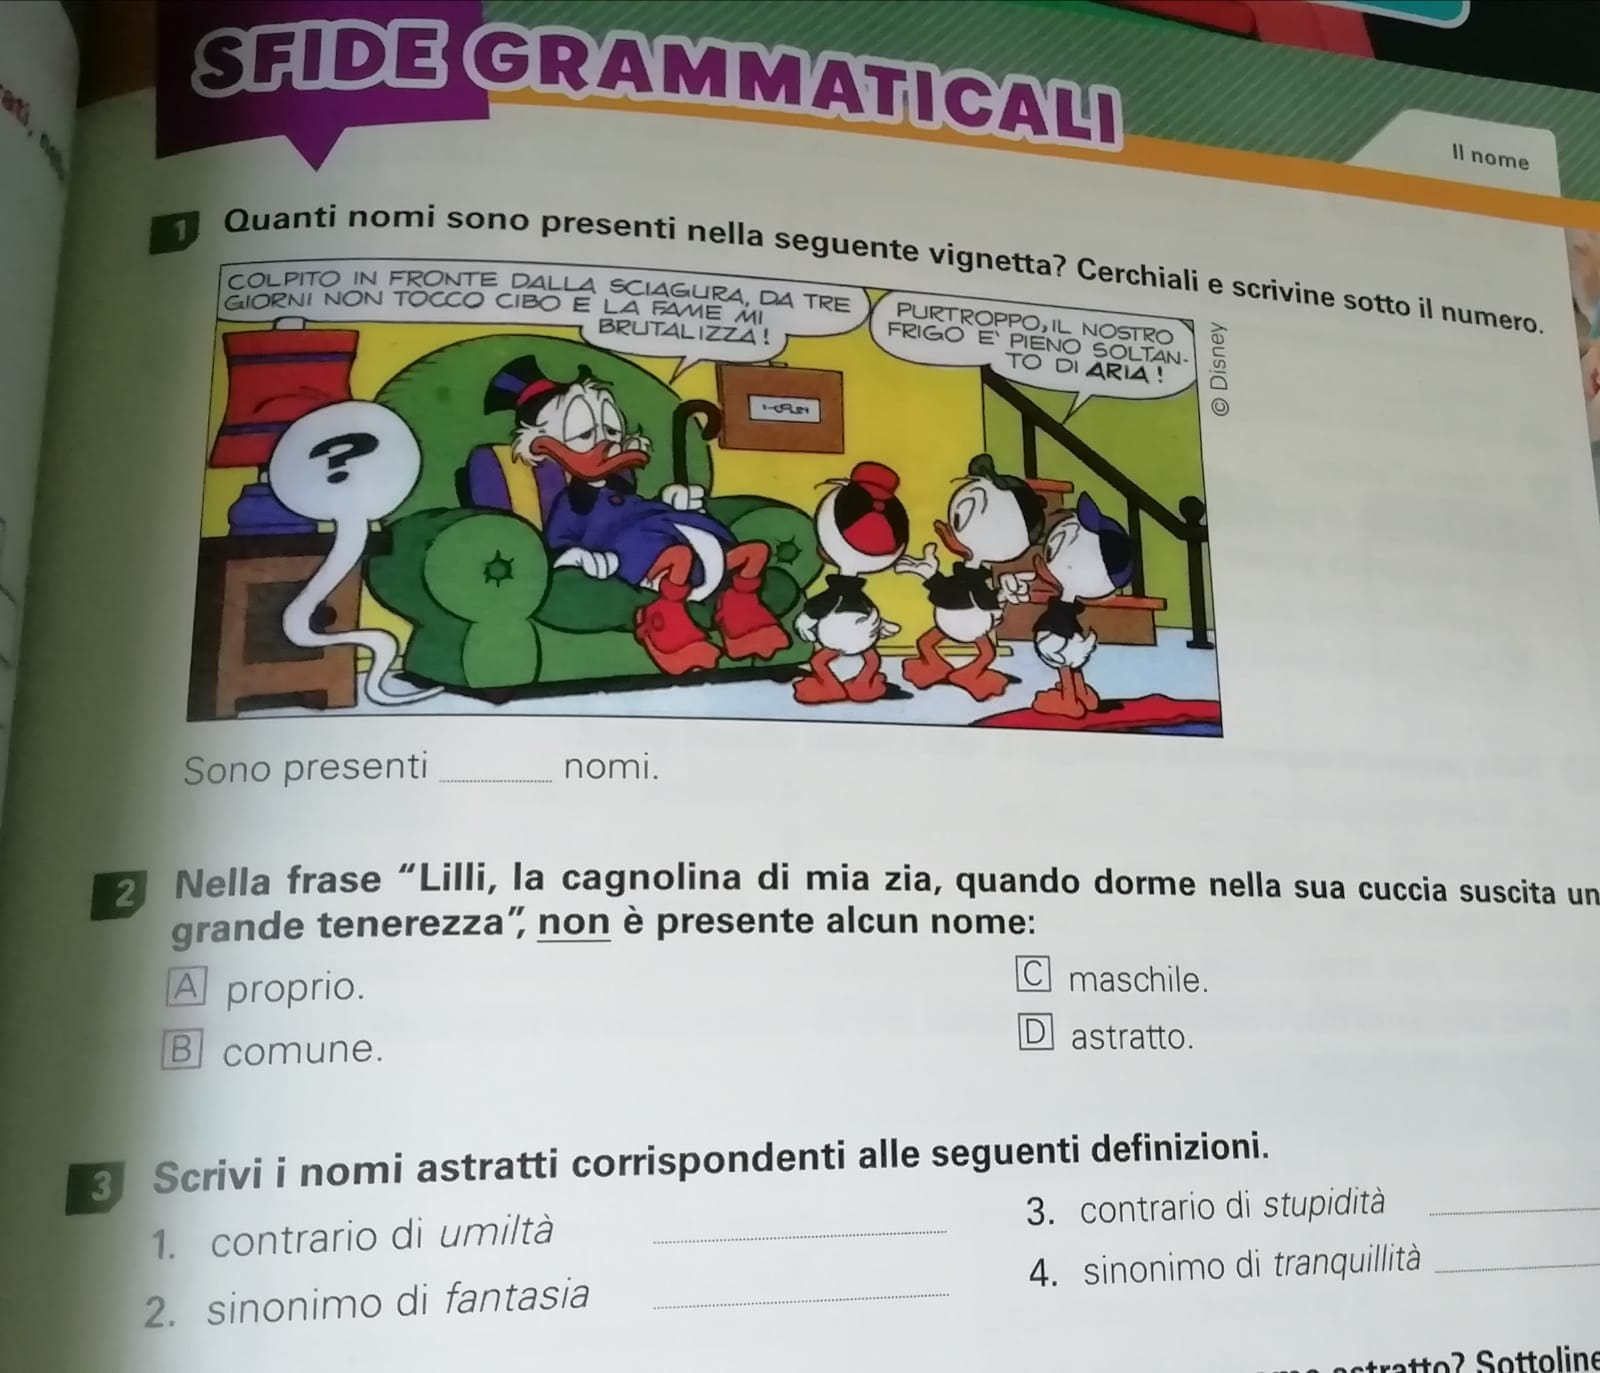 SFIDE GRAMMATICALI
Il nome
1 Quanti nomi sono presenti nella seguente vignetta? Cerchiali e scrivine sotto il numero.
COLPITO IN FRONTE DALLA SCIAGURA, DA TRE
GIORNI NON TOCCO CIBO E LA FAME MI
BRUTALIZZA!
PURTROPPO, IL NOSTRO
FRIGO E' PIENO SOLTAN-
TO DI ARIA!
© Disney
?
Sono presenti nomi.
2 Nella frase “Lilli, la cagnolina di mia zia, quando dorme nella sua cuccia suscita un
grande tenerezza”, non è presente alcun nome:
A proprio.
B comune.
C maschile.
D astratto.
3 Scrivi i nomi astratti corrispondenti alle seguenti definizioni.
1. contrario di umiltà
2. sinonimo di fantasia
3. contrario di stupidità
4. sinonimo di tranquillità
astratto? Sottoline